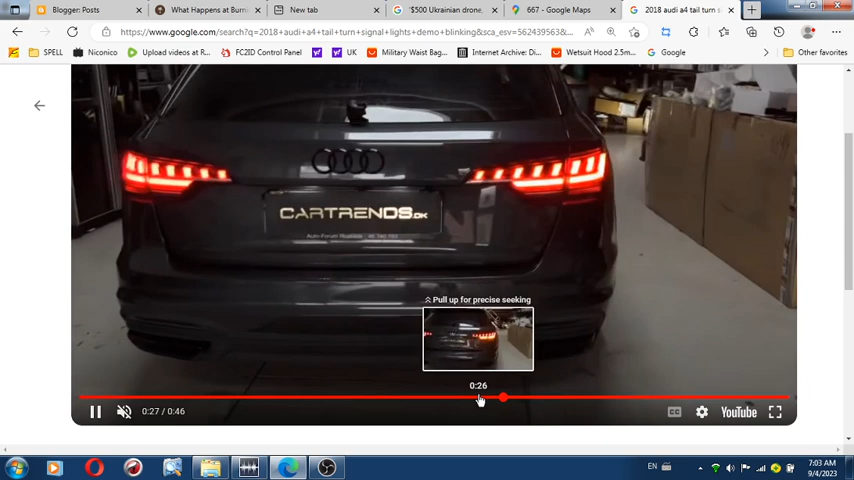 Blogger: Posts
What Happens at Burni
New tab
'$500 Ukrainian drone,
667 - Google Maps
2018 audi a4 tail turn s
https://www.google.com/search?q=2018+audi+a4+tail+turn+signal+lights+demo+blinking&sca_esv=562439563&...
SPELL
Niconico
Upload videos at R...
FC2ID Control Panel
UK
Military Waist Bag...
Internet Archive: Di...
Wetsuit Hood 2.5m...
Google
Other favorites
CARTRENDS.DK
Pull up for precise seeking
0:26
0:27 / 0:46
CC
YouTube
EN
7:03 AM
9/4/2023